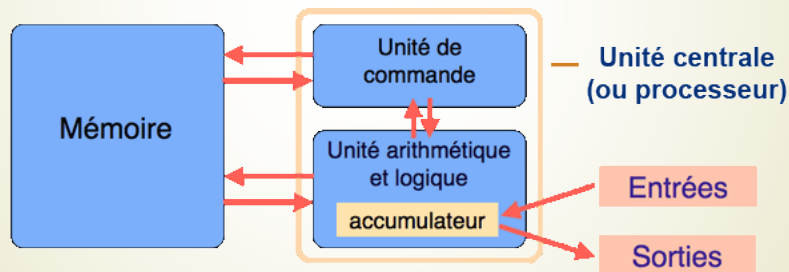 Mémoire
Unité de
commande
Unité arithmétique
et logique
accumulateur
Unité centrale
(ou processeur)
Entrées
Sorties